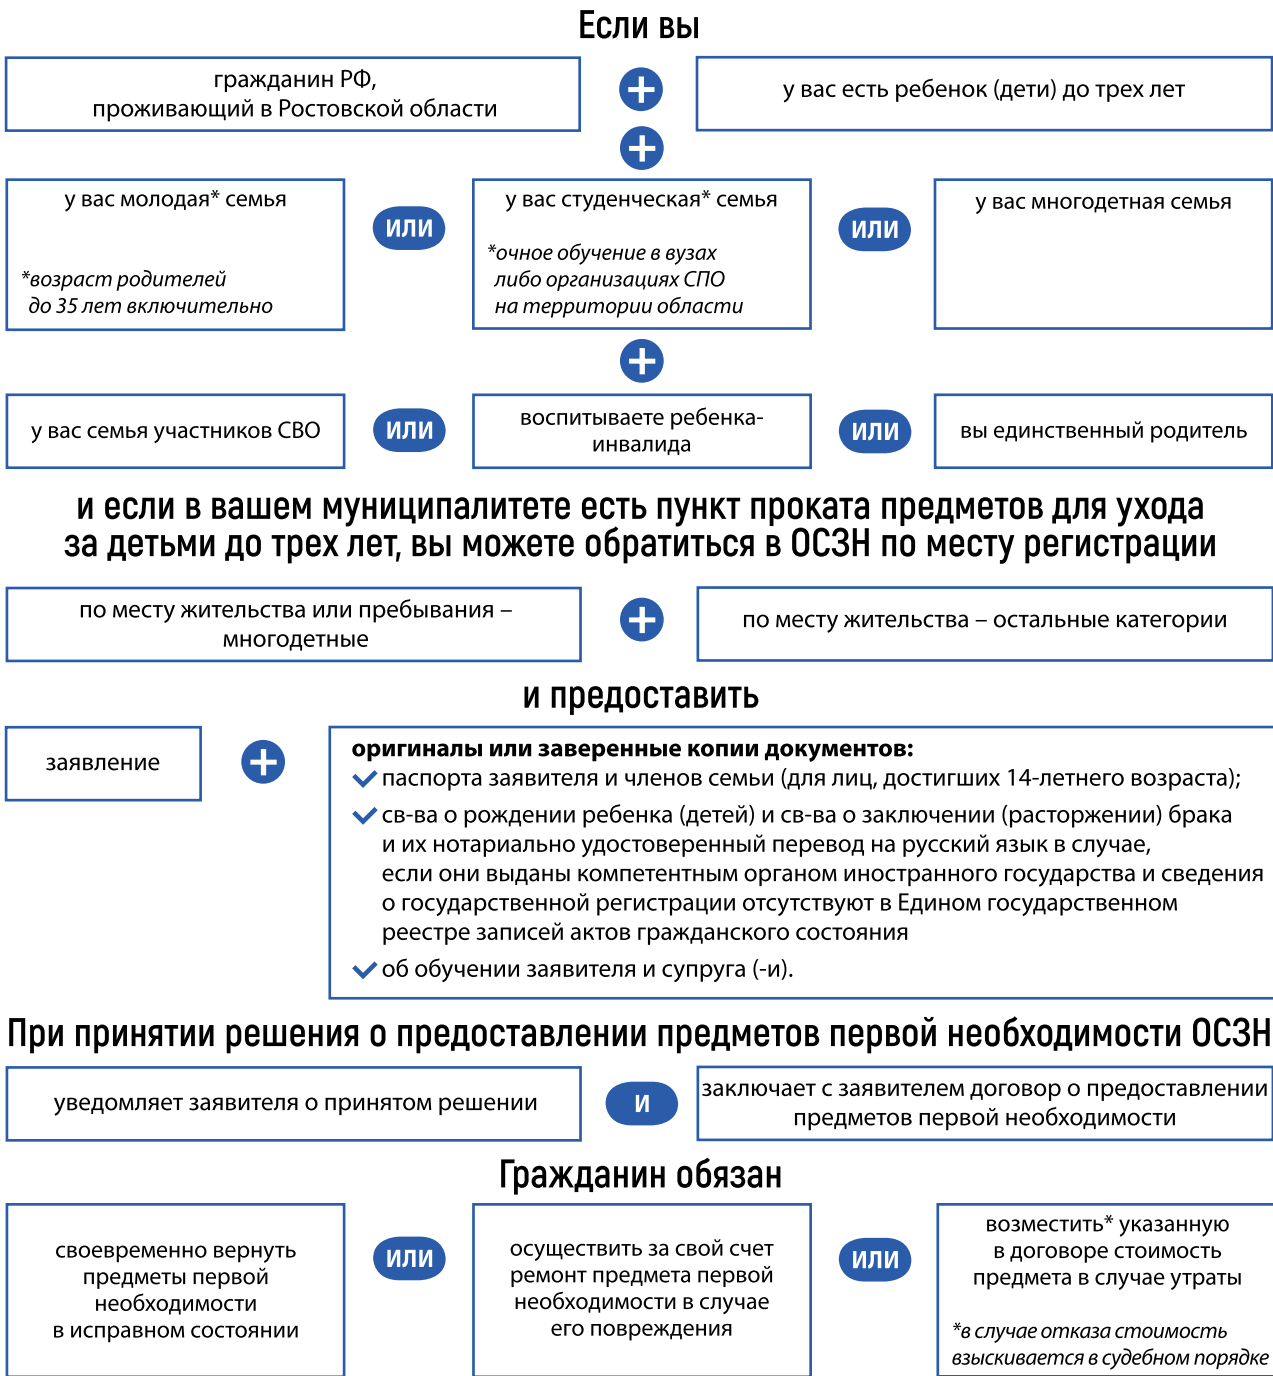 Если вы
гражданин РФ,
проживающий в Ростовской области
+
у вас есть ребенок (дети) до трех лет
+
у вас молодая* семья
*возраст родителей
до 35 лет включительно
ИЛИ
у вас студенческая* семья
*очное обучение в вузах
либо организациях СПО
на территории области
ИЛИ
у вас многодетная семья
+
у вас семья участников СВО
ИЛИ
воспитываете ребенка-
инвалида
ИЛИ
вы единственный родитель
и если в вашем муниципалитете есть пункт проката предметов для ухода
за детьми до трех лет, вы можете обратиться в ОСЗН по месту регистрации
по месту жительства или пребывания –
многодетные
+
по месту жительства – остальные категории
и предоставить
заявление
+
оригиналы или заверенные копии документов:
паспорта заявителя и членов семьи (для лиц, достигших 14-летнего возраста);
св-ва о рождении ребенка (детей) и св-ва о заключении (расторжении) брака
и их нотариально удостоверенный перевод на русский язык в случае,
если они выданы компетентным органом иностранного государства и сведения
о государственной регистрации отсутствуют в Едином государственном
реестре записей актов гражданского состояния
об обучении заявителя и супруга (-и).
При принятии решения о предоставлении предметов первой необходимости ОСЗН
уведомляет заявителя о принятом решении
И
заключает с заявителем договор о предоставлении
предметов первой необходимости
Гражданин обязан
своевременно вернуть
предметы первой
необходимости
в исправном состоянии
ИЛИ
осуществить за свой счет
ремонт предмета первой
необходимости в случае
его повреждения
ИЛИ
возместить* указанную
в договоре стоимость
предмета в случае утраты
*в случае отказа стоимость
взыскивается в судебном порядке